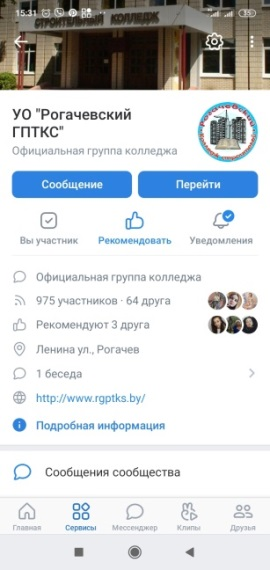 15:31
СТРОИТЕЛЬНЫЙ КОЛЛЕДЖ
УО "Рогачевский
ГПТКС"
Официальная группа колледжа
Рогачевский
Сообщение
Перейти
Вы участник
Рекомендовать
Уведомления
Официальная группа колледжа
975 участников · 64 друга
Рекомендуют 3 друга
Ленина ул., Рогачев
1 беседа
http://www.rgptks.by/
Подробная информация
Сообщения сообщества
Главная
Сервисы
Мессенджер
Клипы
Друзья